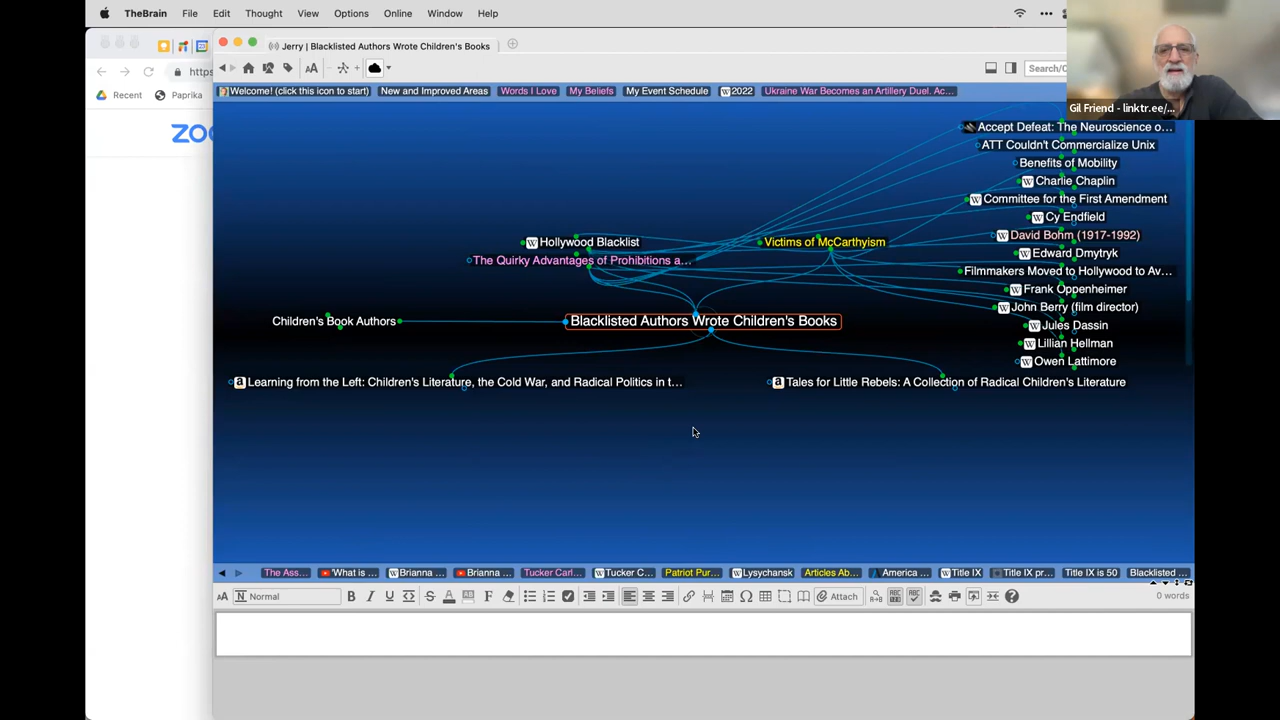 TheBrain File Edit Thought View Options Online Window Help
Jerry | Blacklisted Authors Wrote Children's Books
https
AA
Search/C
Recent Paprika
Welcome! (click this icon to start) New and Improved Areas Words I Love My Beliefs My Event Schedule 2022 Ukraine War Becomes an Artillery Duel. Ac...
Gil Friend - linktr.ee/...
Accept Defeat: The Neuroscience o...
ATT Couldn't Commercialize Unix
Benefits of Mobility
Charlie Chaplin
Committee for the First Amendment
Cy Endfield
David Bohm (1917-1992)
Edward Dmytryk
Filmmakers Moved to Hollywood to Av...
Frank Oppenheimer
John Berry (film director)
Jules Dassin
Lillian Hellman
Owen Lattimore
Hollywood Blacklist
Victims of McCarthyism
The Quirky Advantages of Prohibitions a...
Children's Book Authors
Blacklisted Authors Wrote Children's Books
Learning from the Left: Children's Literature, the Cold War, and Radical Politics in t...
Tales for Little Rebels: A Collection of Radical Children's Literature
The Ass... 'What is ... Brianna ... Brianna ... Tucker Carl... Tucker C... Patriot Pur... Lysychansk Articles Ab... America ... Title IX Title IX pr... Title IX is 50 Blacklisted ...
AA N Normal B I U S A F Attach 0 words